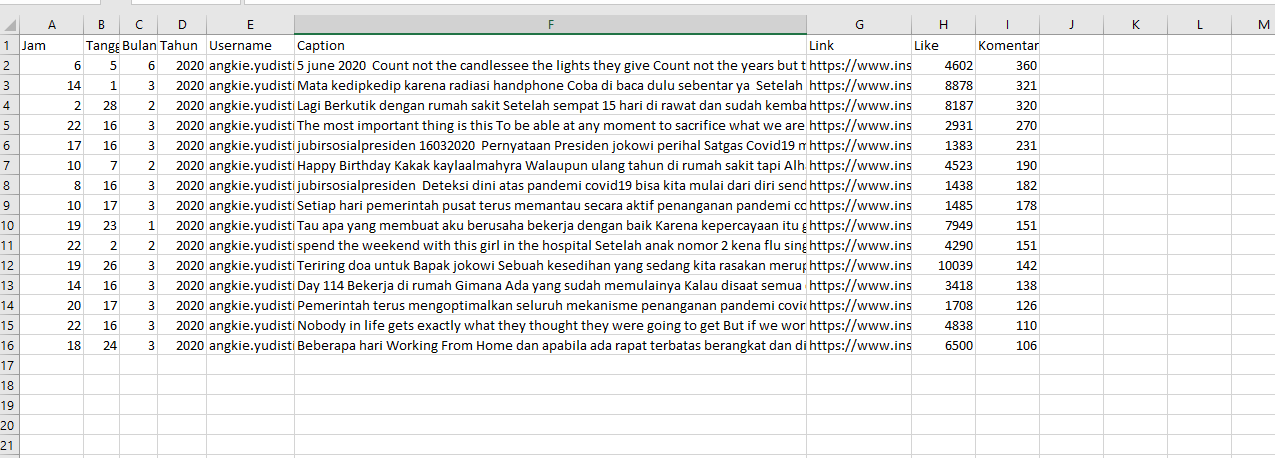 A B C D E F G H I J K L M
1 Jam Tangg Bulan Tahun Username Caption Link Like Komentar
2 6 5 6 2020 angkie.yudisti 5 june 2020 Count not the candlessee the lights they give Count not the years but t https://www.ins 4602 360
3 14 1 3 2020 angkie.yudisti Mata kedipkedip karena radiasi handphone Coba di baca dulu sebentar ya Setelah https://www.ins 8878 321
4 2 28 2 2020 angkie.yudisti Lagi Berkutik dengan rumah sakit Setelah sempat 15 hari di rawat dan sudah kemba https://www.ins 8187 320
5 22 16 3 2020 angkie.yudisti The most important thing is this To be able at any moment to sacrifice what we are https://www.ins 2931 270
6 17 16 3 2020 angkie.yudisti jubirsosialpresiden 16032020 Pernyataan Presiden jokowi perihal Satgas Covid19 m https://www.ins 1383 231
7 10 7 2 2020 angkie.yudisti Happy Birthday Kakak kaylaalmahyra Walaupun ulang tahun di rumah sakit tapi Alh https://www.ins 4523 190
8 8 16 3 2020 angkie.yudisti jubirsosialpresiden Deteksi dini atas pandemi covid19 bisa kita mulai dari diri send https://www.ins 1438 182
9 10 17 3 2020 angkie.yudisti Setiap hari pemerintah pusat terus memantau secara aktif penanganan pandemi co https://www.ins 1485 178
10 19 23 1 2020 angkie.yudisti Tau apa yang membuat aku berusaha bekerja dengan baik Karena kepercayaan itu g https://www.ins 7949 151
11 22 2 2 2020 angkie.yudisti spend the weekend with this girl in the hospital Setelah anak nomor 2 kena flu sing https://www.ins 4290 151
12 19 26 3 2020 angkie.yudisti Teriring doa untuk Bapak jokowi Sebuah kesedihan yang sedang kita rasakan merup https://www.ins 10039 142
13 14 16 3 2020 angkie.yudisti Day 114 Bekerja di rumah Gimana Ada yang sudah memulainya Kalau disaat semua https://www.ins 3418 138
14 20 17 3 2020 angkie.yudisti Pemerintah terus mengoptimalkan seluruh mekanisme penanganan pandemi covid https://www.ins 1708 126
15 22 16 3 2020 angkie.yudisti Nobody in life gets exactly what they thought they were going to get But if we wor https://www.ins 4838 110
16 18 24 3 2020 angkie.yudisti Beberapa hari Working From Home dan apabila ada rapat terbatas berangkat dan di https://www.ins 6500 106
17
18
19
20
21